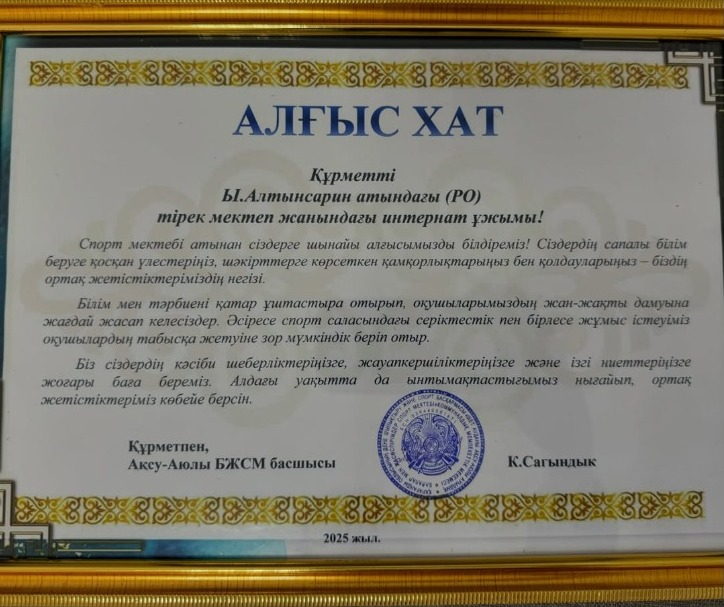 АЛҒЫС ХАТ
Құрметті
Ы.Алтынсарин атындағы (РО)
тірек мектеп жанындағы интернат ұжымы!
Спорт мектебі атынан сіздерге шынайы алғысымызды білдіреміз! Сіздердің сапалы білім
беруге қосқан үлестеріңіз, шәкірттерге көрсеткен қамқорлықтарыңыз бен қолдауларыңыз – біздің
ортақ жетістіктеріміздің негізі.
Білім мен тәрбиені қатар ұштастыра отырып, оқушыларымыздың жан-жақты дамуына
жағдай жасап келесіздер. Әсіресе спорт саласындағы серіктестік пен бірлесе жұмыс істеуіміз
оқушылардың табысқа жетуіне зор мүмкіндік беріп отыр.
Біз сіздердің кәсіби шеберліктеріңізге, жауапкершіліктеріңізге және ізгі ниеттеріңізге
жоғары баға береміз. Алдағы уақытта да ынтымақтастығымыз нығайып, ортақ
жетістіктеріміз көбейе берсін.
Құрметпен,
Ақсу-Аюлы БЖСМ басшысы
К.Сагындык
2025 жыл.